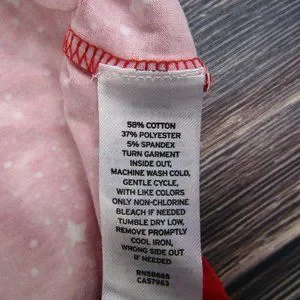 58% COTTON
37% POLYESTER
5% SPANDEX
TURN GARMENT
INSIDE OUT,
MACHINE WASH COLD,
GENTLE CYCLE,
WITH LIKE COLORS
ONLY NON-CHLORINE
BLEACH IF NEEDED
TUMBLE DRY LOW,
REMOVE PROMPTLY
COOL IRON,
WRONG SIDE OUT
IF NEEDED
RN58668
CA57963